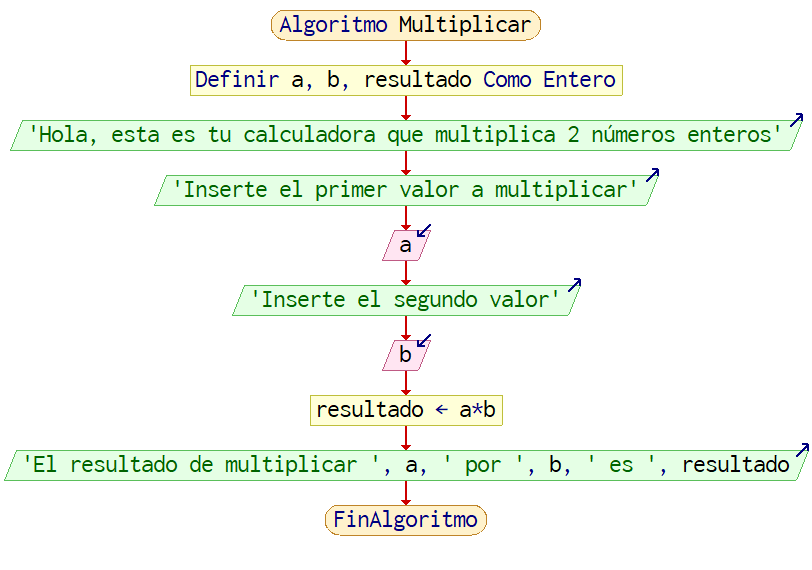 Algoritmo Multiplicar
Definir a, b, resultado Como Entero
'Hola, esta es tu calculadora que multiplica 2 números enteros'
'Inserte el primer valor a multiplicar'
a
'Inserte el segundo valor'
b
resultado ← a*b
'El resultado de multiplicar ', a, ' por ', b, ' es ', resultado
FinAlgoritmo